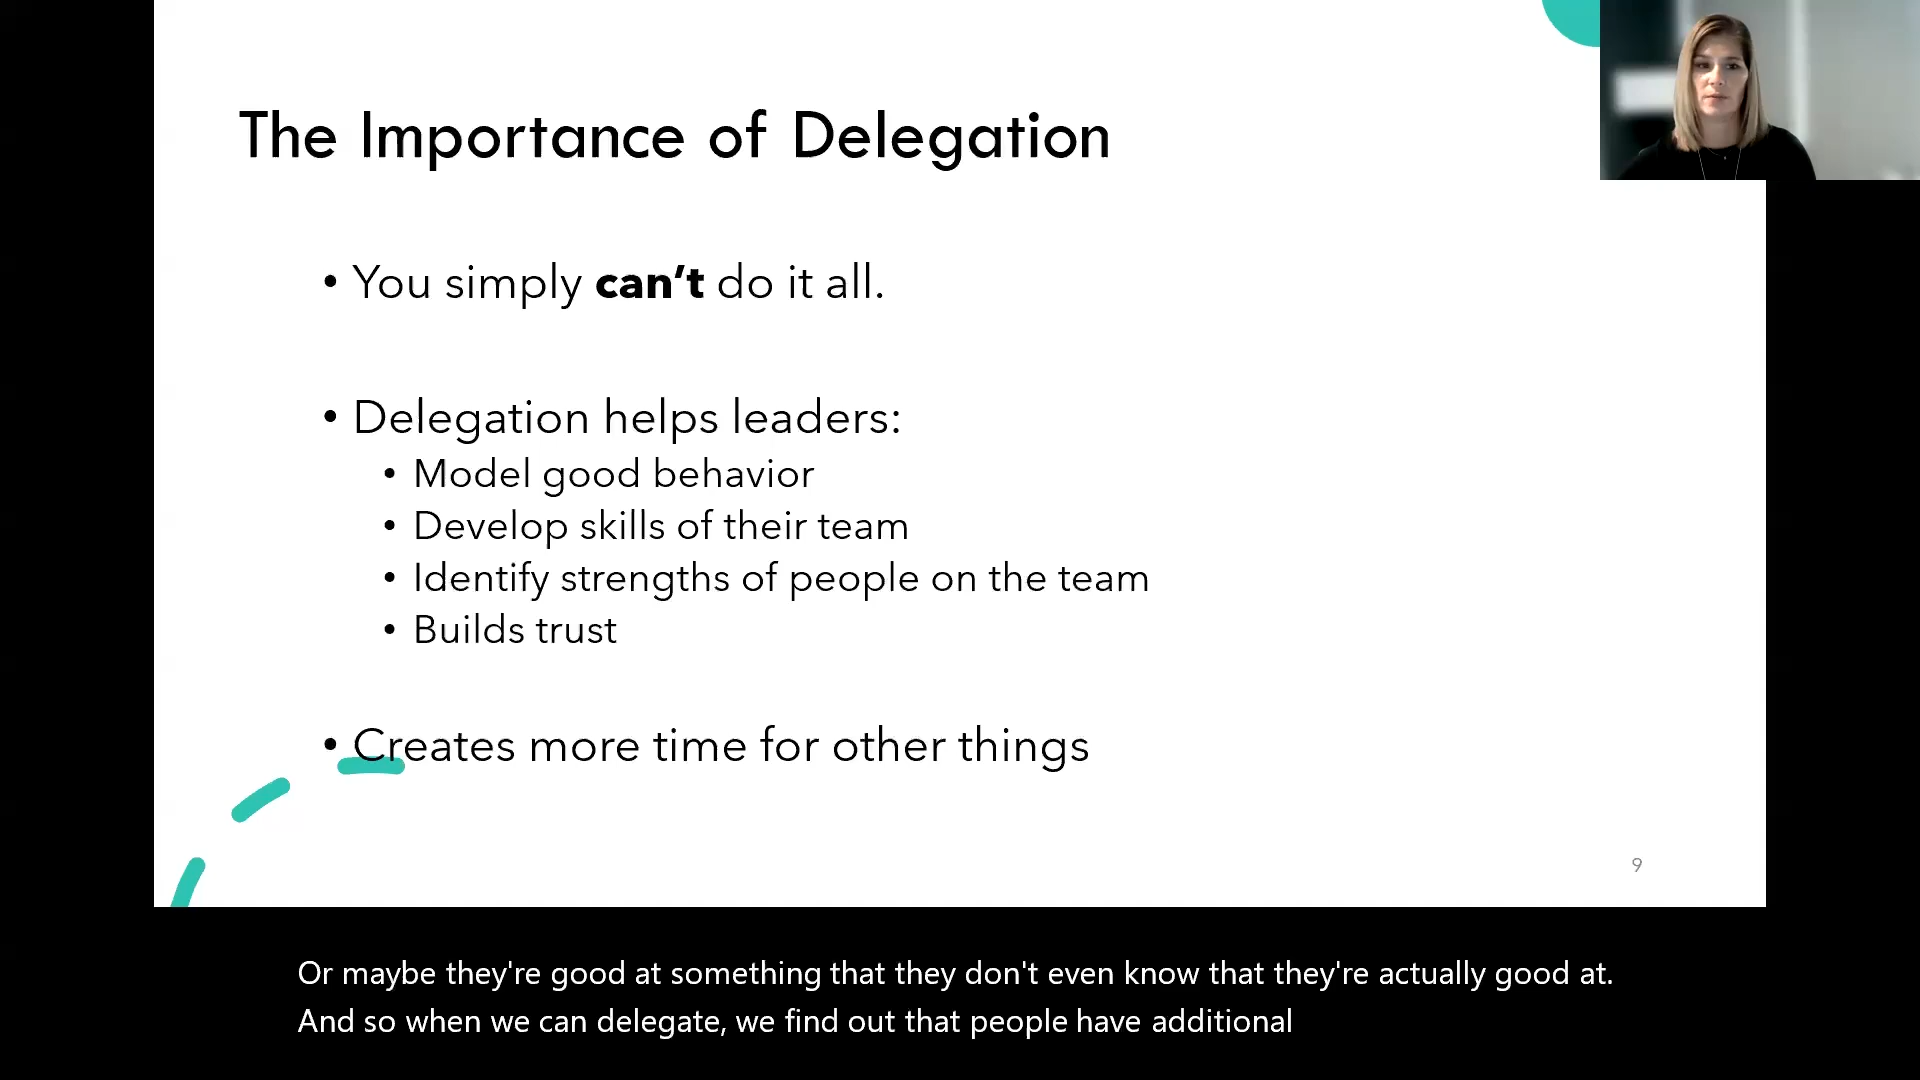 The Importance of Delegation
• You simply can’t do it all.
• Delegation helps leaders:
• Model good behavior
• Develop skills of their team
• Identify strengths of people on the team
• Builds trust
• Creates more time for other things
9
Or maybe they're good at something that they don't even know that they're actually good at.
And so when we can delegate, we find out that people have additional